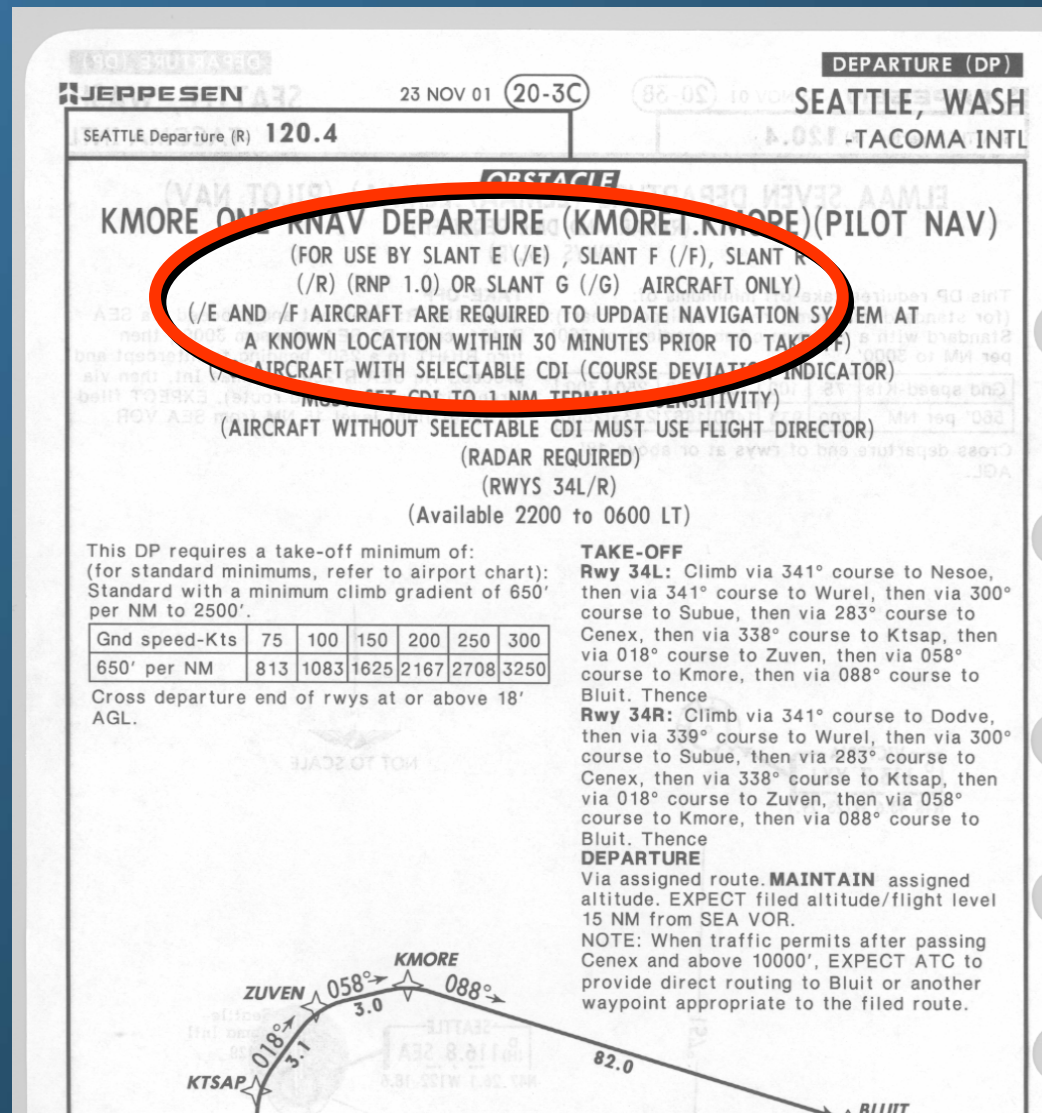 DEPARTURE (DP)
JEPPESEN 23 NOV 01 20-3C SEATTLE, WASH
SEATTLE Departure (R) 120.4 -TACOMA INTL
OBSTACLE
KMORE ONE RNAV DEPARTURE (KMORE1.KMORE)(PILOT NAV)
(FOR USE BY SLANT E (/E) , SLANT F (/F), SLANT R
(/R) (RNP 1.0) OR SLANT G (/G) AIRCRAFT ONLY)
(/E AND /F AIRCRAFT ARE REQUIRED TO UPDATE NAVIGATION SYSTEM AT
A KNOWN LOCATION WITHIN 30 MINUTES PRIOR TO TAKE-OFF)
AIRCRAFT WITH SELECTABLE CDI (COURSE DEVIATION INDICATOR)
MUST SET CDI TO 1 NM TERMINAL SENSITIVITY)
(AIRCRAFT WITHOUT SELECTABLE CDI MUST USE FLIGHT DIRECTOR)
(RADAR REQUIRED)
(RWYS 34L/R)
(Available 2200 to 0600 LT)
This DP requires a take-off minimum of:
(for standard minimums, refer to airport chart):
Standard with a minimum climb gradient of 650'
per NM to 2500'.
Gnd speed-Kts 75 100 150 200 250 300
650' per NM 813 1083 1625 2167 2708 3250
Cross departure end of rwys at or above 18'
AGL.
TAKE-OFF
Rwy 34L: Climb via 341° course to Nesoe,
then via 341° course to Wurel, then via 300°
course to Subue, then via 283° course to
Cenex, then via 338° course to Ktsap, then
via 018° course to Zuven, then via 058°
course to Kmore, then via 088° course to
Bluit. Thence
Rwy 34R: Climb via 341° course to Dodve,
then via 339° course to Wurel, then via 300°
course to Subue, then via 283° course to
Cenex, then via 338° course to Ktsap, then
via 018° course to Zuven, then via 058°
course to Kmore, then via 088° course to
Bluit. Thence
DEPARTURE
Via assigned route. MAINTAIN assigned
altitude. EXPECT filed altitude/flight level
15 NM from SEA VOR.
NOTE: When traffic permits after passing
Cenex and above 10000', EXPECT ATC to
provide direct routing to Bluit or another
waypoint appropriate to the filed route.
KMORE
ZUVEN 058° 088°
3.0
018°
3.1
82.0
KTSAP
BLUIT